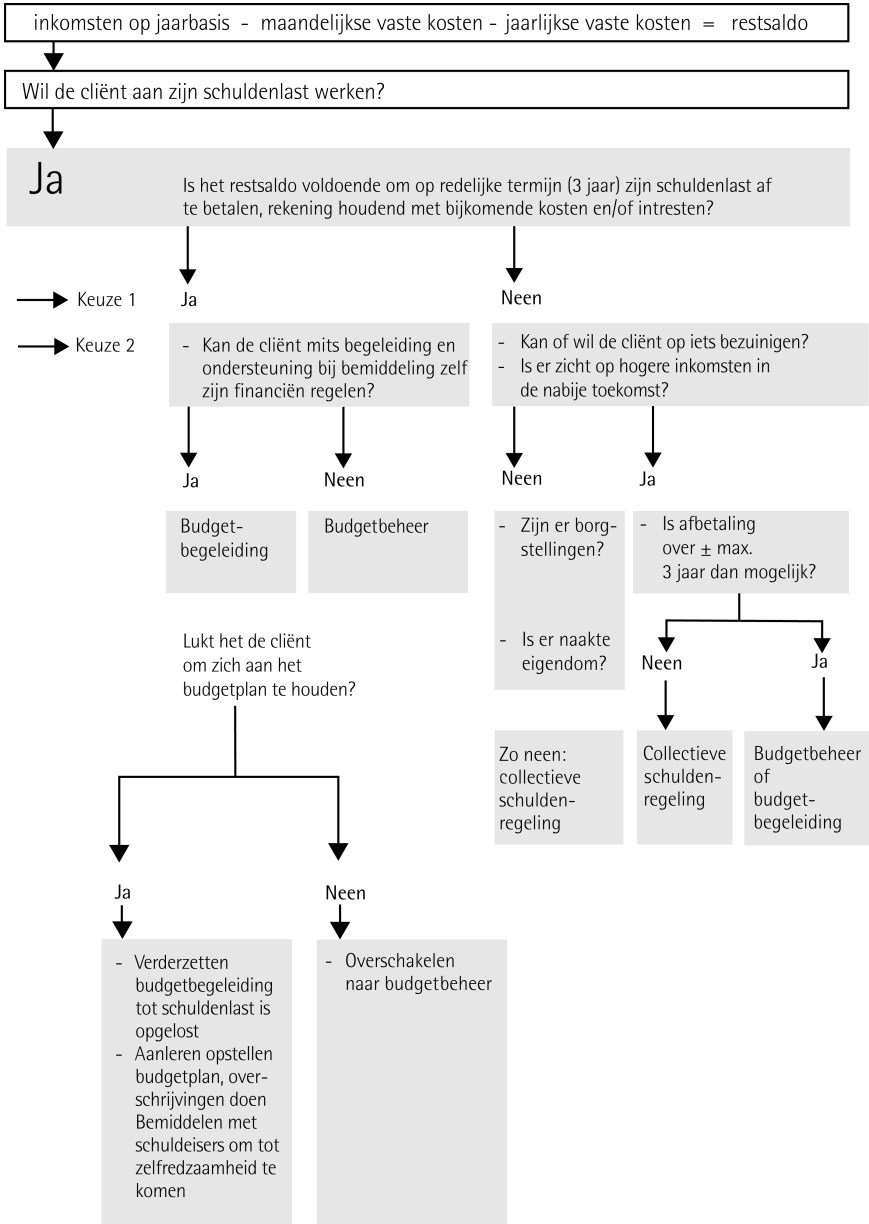 inkomsten op jaarbasis - maandelijkse vaste kosten - jaarlijkse vaste kosten = restsaldo
Wil de cliënt aan zijn schuldenlast werken?
Ja
Is het restsaldo voldoende om op redelijke termijn (3 jaar) zijn schuldenlast af
te betalen, rekening houdend met bijkomende kosten en/of intresten?
Keuze 1
Ja
Neen
Keuze 2
- Kan de cliënt mits begeleiding en
ondersteuning bij bemiddeling zelf
zijn financiën regelen?
- Kan of wil de cliënt op iets bezuinigen?
- Is er zicht op hogere inkomsten in
de nabije toekomst?
Ja
Neen
Neen
Ja
Budget-
begeleiding
Budgetbeheer
- Zijn er borg-
stellingen?
- Is er naakte
eigendom?
- Is afbetaling
over ± max.
3 jaar dan mogelijk?
Neen
Ja
Zo neen:
collectieve
schulden-
regeling
Collectieve
schulden-
regeling
Budgetbeheer
of
budget-
begeleiding
Lukt het de cliënt
om zich aan het
budgetplan te houden?
Ja
Neen
- Verderzetten
budgetbegeleiding
tot schuldenlast is
opgelost
- Aanleren opstellen
budgetplan, over-
schrijvingen doen
Bemiddelen met
schuldeisers om tot
zelfredzaamheid te
komen
- Overschakelen
naar budgetbeheer